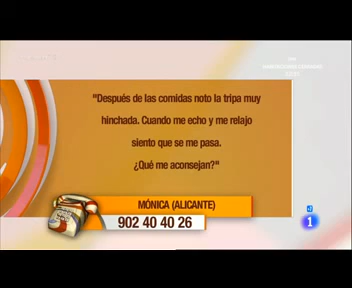 "Después de las comidas noto la tripa muy
hinchada. Cuando me echo y me relajo
siento que se me pasa.
¿Qué me aconsejan?"
MÓNICA (ALICANTE)
902 40 40 26
1